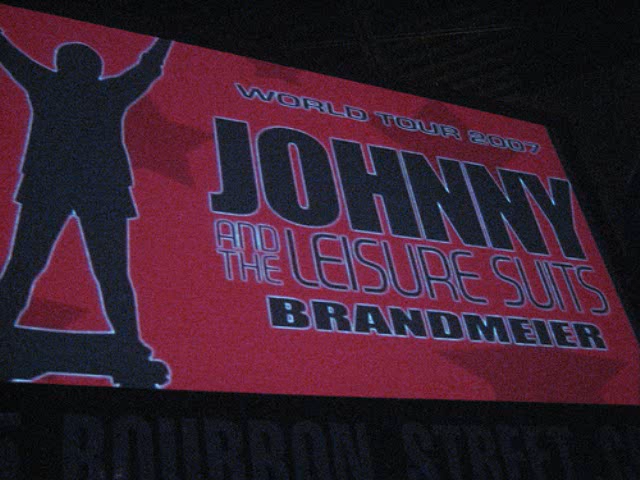 WORLD TOUR 2007
JOHNNY
AND THE LEISURE SUITS
BRANDMEIER
BOURBON STREET